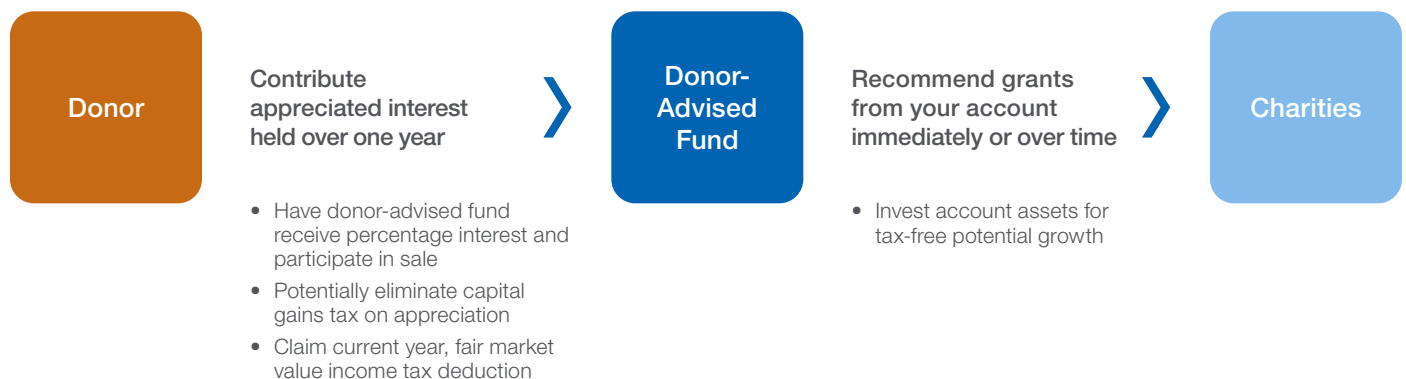 Donor
Contribute
appreciated interest
held over one year
• Have donor-advised fund
receive percentage interest and
participate in sale
• Potentially eliminate capital
gains tax on appreciation
• Claim current year, fair market
value income tax deduction
Donor-
Advised
Fund
Recommend grants
from your account
immediately or over time
• Invest account assets for
tax-free potential growth
Charities